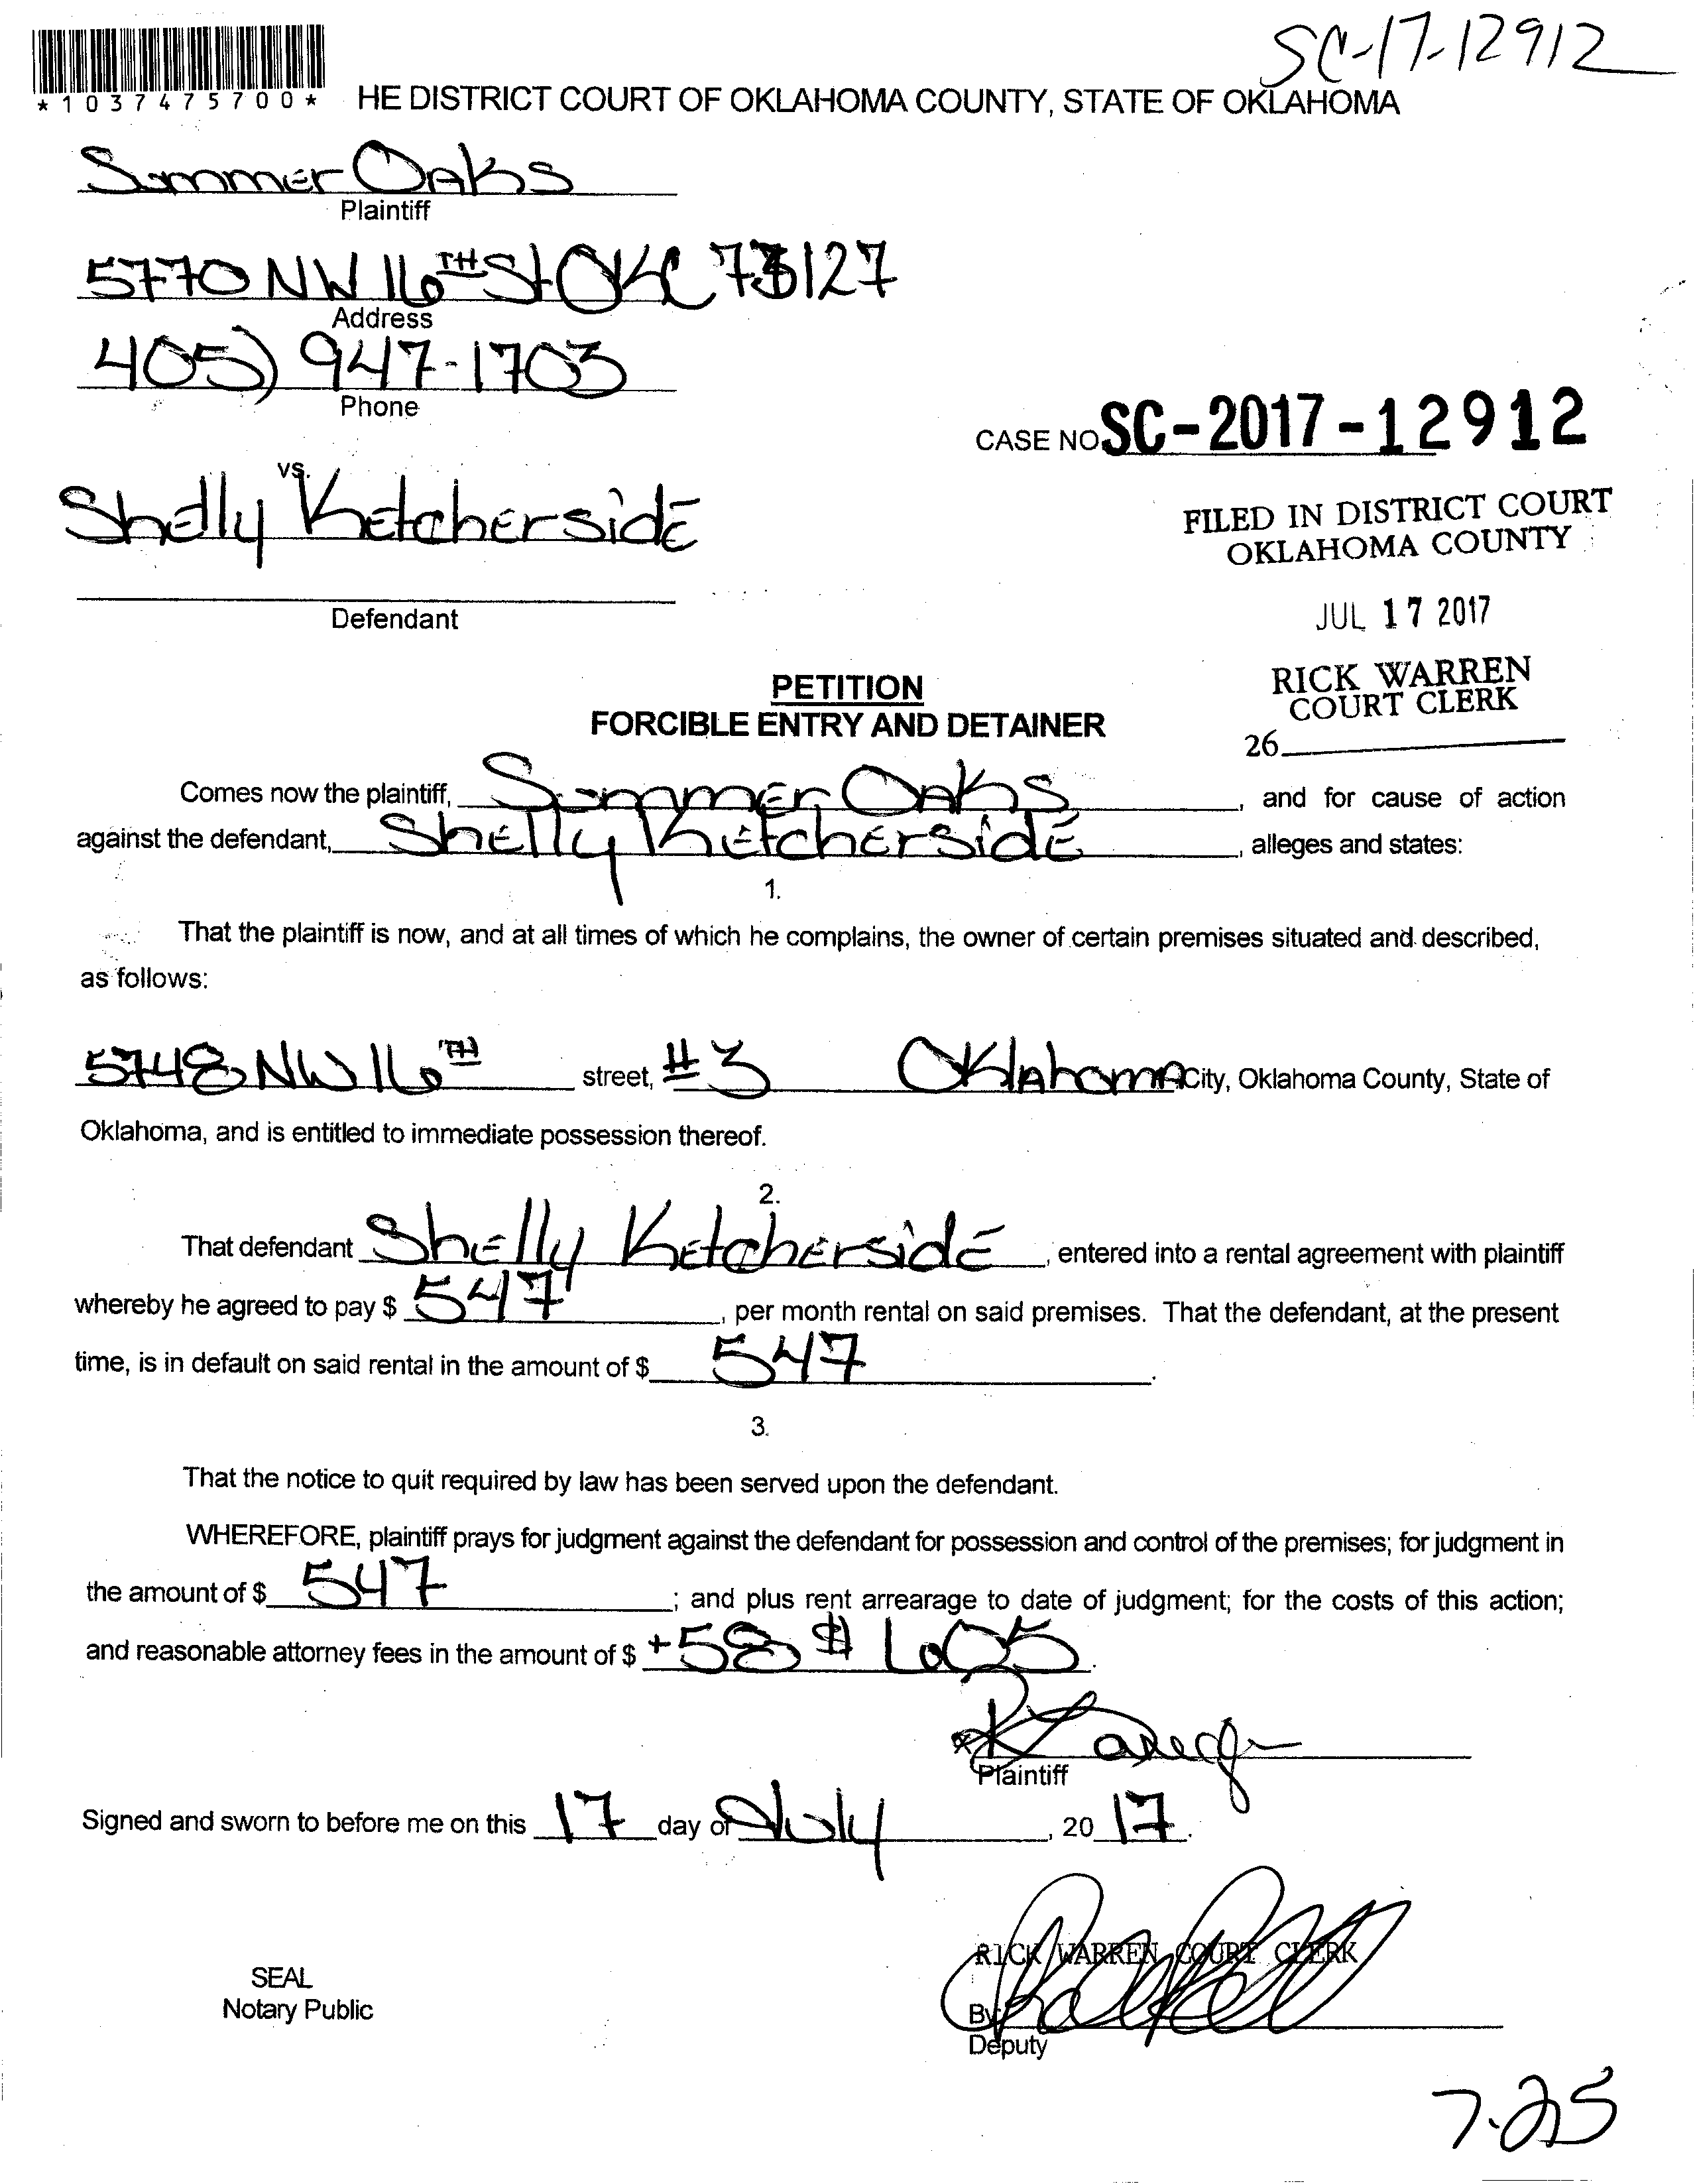 SC-17-12912
*1037475700*
HE DISTRICT COURT OF OKLAHOMA COUNTY, STATE OF OKLAHOMA
Summer Oaks
Plaintiff
5770 NW 16TH St OKC 73127
Address
405) 947-1703
Phone
CASE NO. SC-2017-12912
vs.
Shelly Ketcherside
FILED IN DISTRICT COURT
OKLAHOMA COUNTY
Defendant
JUL 17 2017
RICK WARREN
COURT CLERK
26
PETITION
FORCIBLE ENTRY AND DETAINER
Comes now the plaintiff, Summer Oaks, and for cause of action
against the defendant, Shelly Ketcherside, alleges and states:
1.
That the plaintiff is now, and at all times of which he complains, the owner of certain premises situated and described,
as follows:
5748 NW 16TH street, #3 Oklahoma City, Oklahoma County, State of
Oklahoma, and is entitled to immediate possession thereof.
2.
That defendant Shelly Ketcherside, entered into a rental agreement with plaintiff
whereby he agreed to pay $ 547, per month rental on said premises. That the defendant, at the present
time, is in default on said rental in the amount of $ 547.
3.
That the notice to quit required by law has been served upon the defendant.
WHEREFORE, plaintiff prays for judgment against the defendant for possession and control of the premises; for judgment in
the amount of $ 547; and plus rent arrearage to date of judgment; for the costs of this action;
and reasonable attorney fees in the amount of $ +58 $ 605.
Plaintiff
Signed and sworn to before me on this 17 day of July, 20 17.
RICK WARREN COURT CLERK
SEAL
Notary Public
By
Deputy
7-25